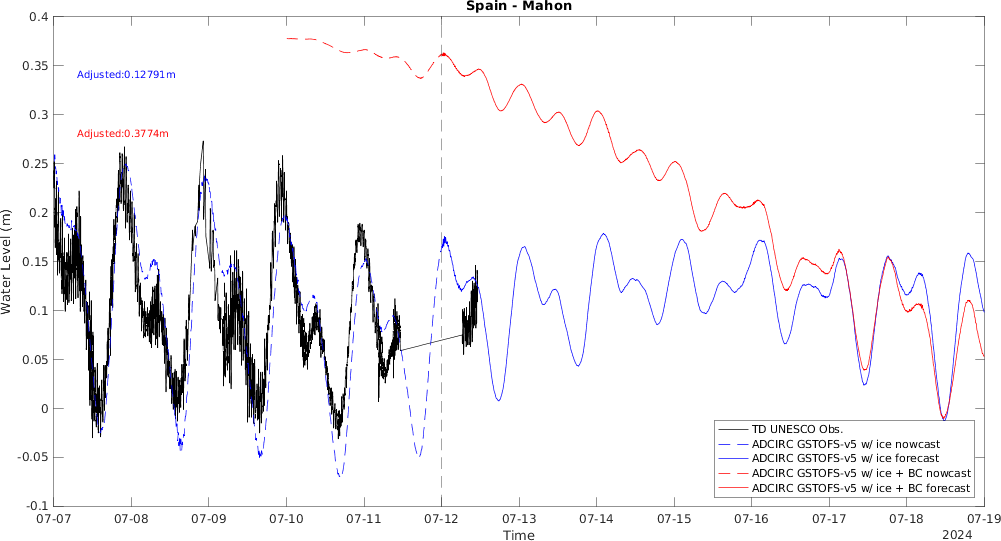 Spain - Mahon
0.4
0.35
0.3
0.25
0.2
0.15
0.1
0.05
0
-0.05
-0.1
Water Level (m)
Adjusted:0.12791m
Adjusted:0.3774m
TD UNESCO Obs.
ADCIRC GSTOFS-v5 w/ ice nowcast
ADCIRC GSTOFS-v5 w/ ice forecast
ADCIRC GSTOFS-v5 w/ ice + BC nowcast
ADCIRC GSTOFS-v5 w/ ice + BC forecast
07-07 07-08 07-09 07-10 07-11 07-12 07-13 07-14 07-15 07-16 07-17 07-18 07-19
Time
2024